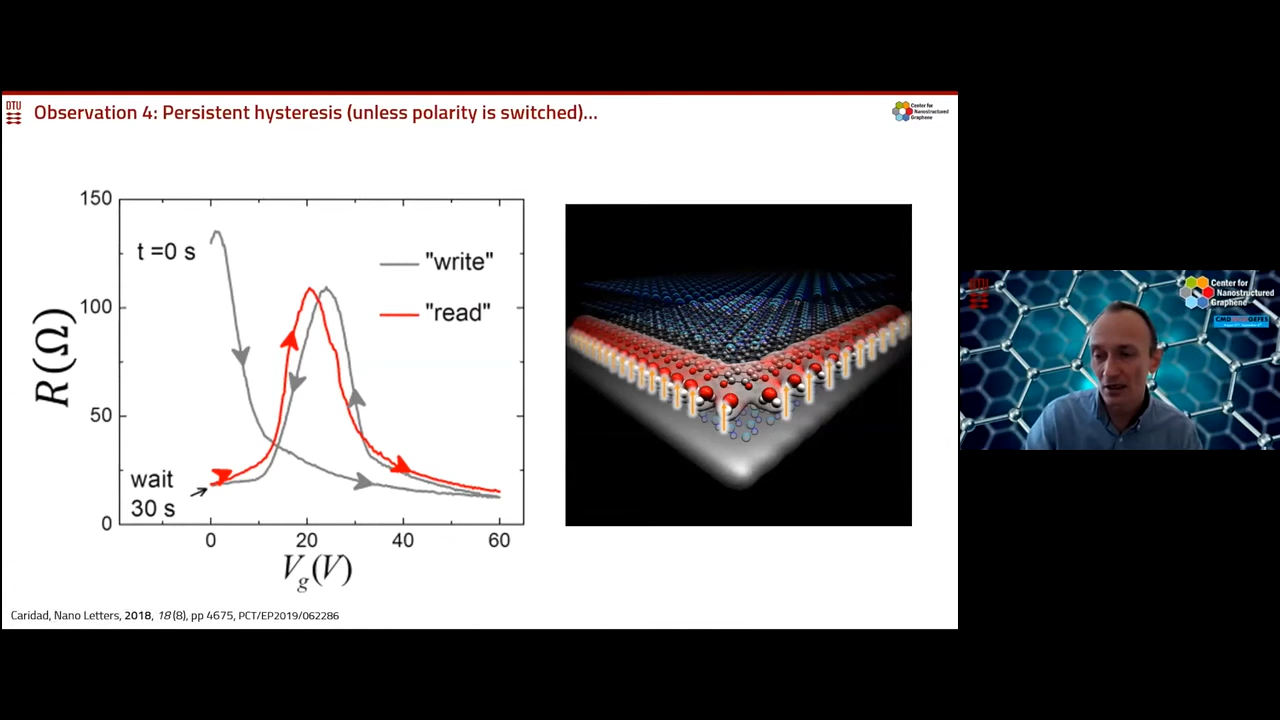 DTU
Observation 4: Persistent hysteresis (unless polarity is switched)...
Center for
Nanostructured
Graphene
150
100
50
0
R(Ω)
t =0 s
"write"
"read"
wait
30 s
0
20
40
60
Vg(V)
Caridad, Nano Letters, 2018, 18 (8), pp 4675, PCT/EP2019/062286
DTU
Center for
Nanostructured
Graphene